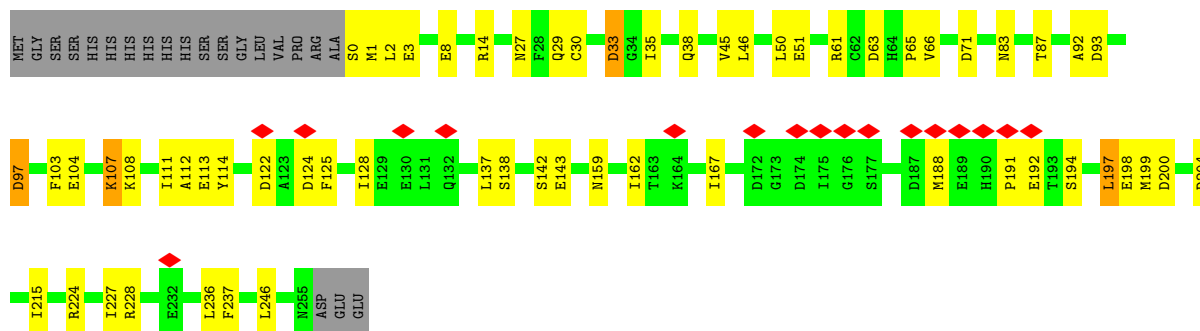 MET GLY SER SER HIS HIS HIS HIS HIS HIS SER SER GLY LEU VAL PRO ARG ALA S0 M1 L2 E3 E8 R14 N27 F28 Q29 C30 D33 G34 I35 Q38 V45 L46 L50 E51 R61 C62 D63 H64 P65 V66 D71 N83 T87 A92 D93
D97 F103 E104 K107 K108 I111 A112 E113 Y114 D122 A123 D124 F125 I128 E129 E130 L131 Q132 L137 S138 S142 E143 N159 I162 T163 K164 I167 D172 G173 D174 I175 G176 S177 D187 M188 E189 H190 P191 E192 T193 S194 L197 E198 M199 D200
I215 R224 I227 R228 E232 L236 F237 L246 N255 ASP GLU GLU